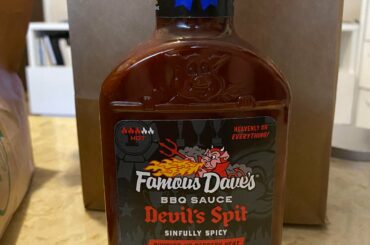 HOT
HEAVENLY ON
EVERYTHING!
Famous Dave's
BBQ SAUCE
Devil's Spit
SINFULLY SPICY